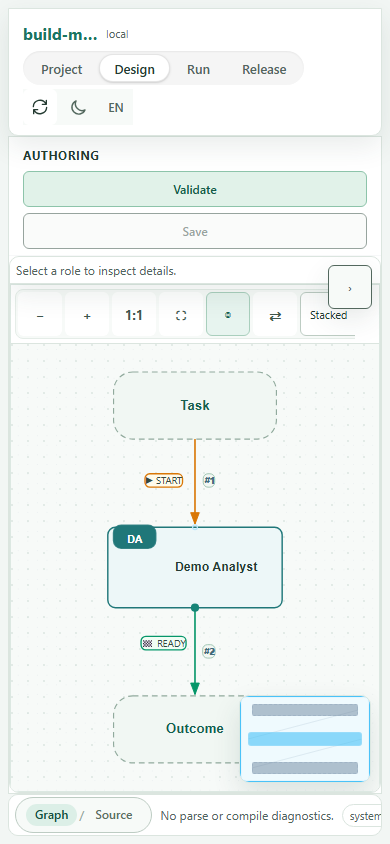 build-m... local
Project Design Run Release
EN
AUTHORING
Validate
Save
Select a role to inspect details.
− + 1:1 Stacked
Task
START #1
DA
Demo Analyst
READY #2
Outcome
Graph / Source No parse or compile diagnostics. system